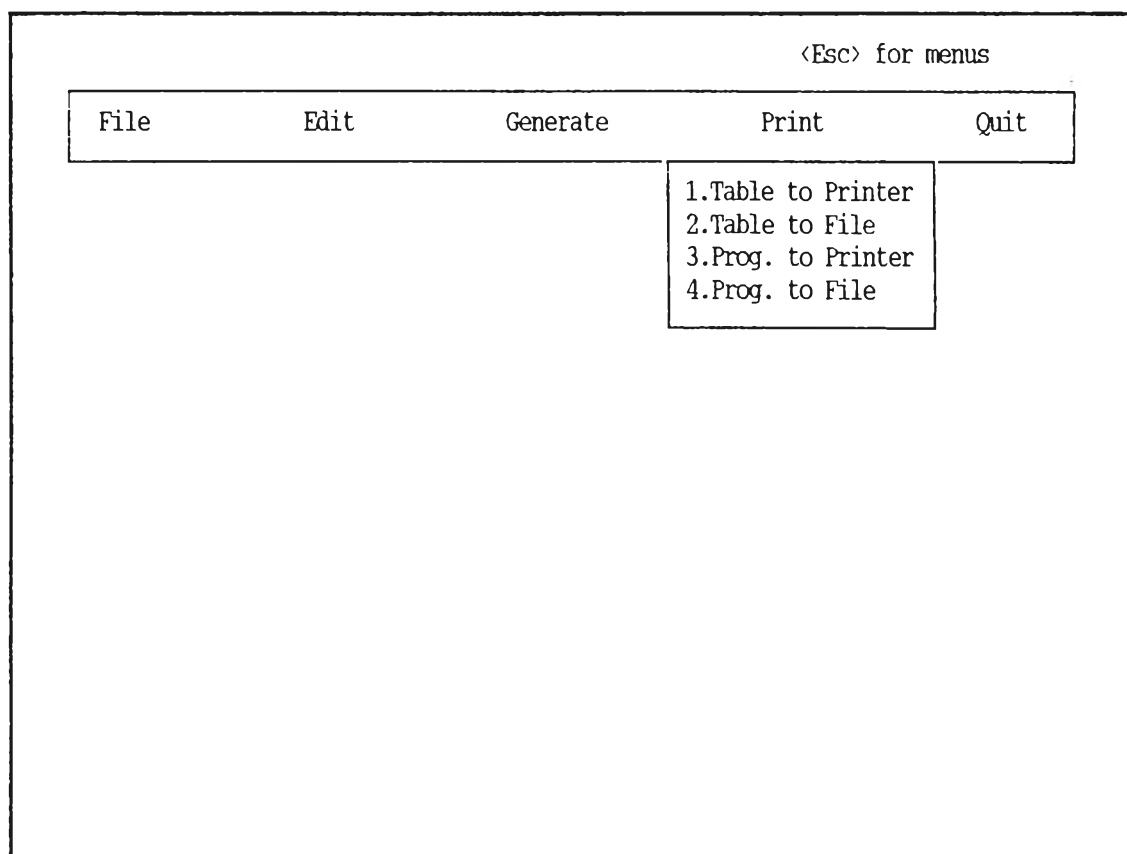 <Esc> for menus
File Edit Generate Print Quit
1.Table to Printer
2.Table to File
3.Prog. to Printer
4.Prog. to File